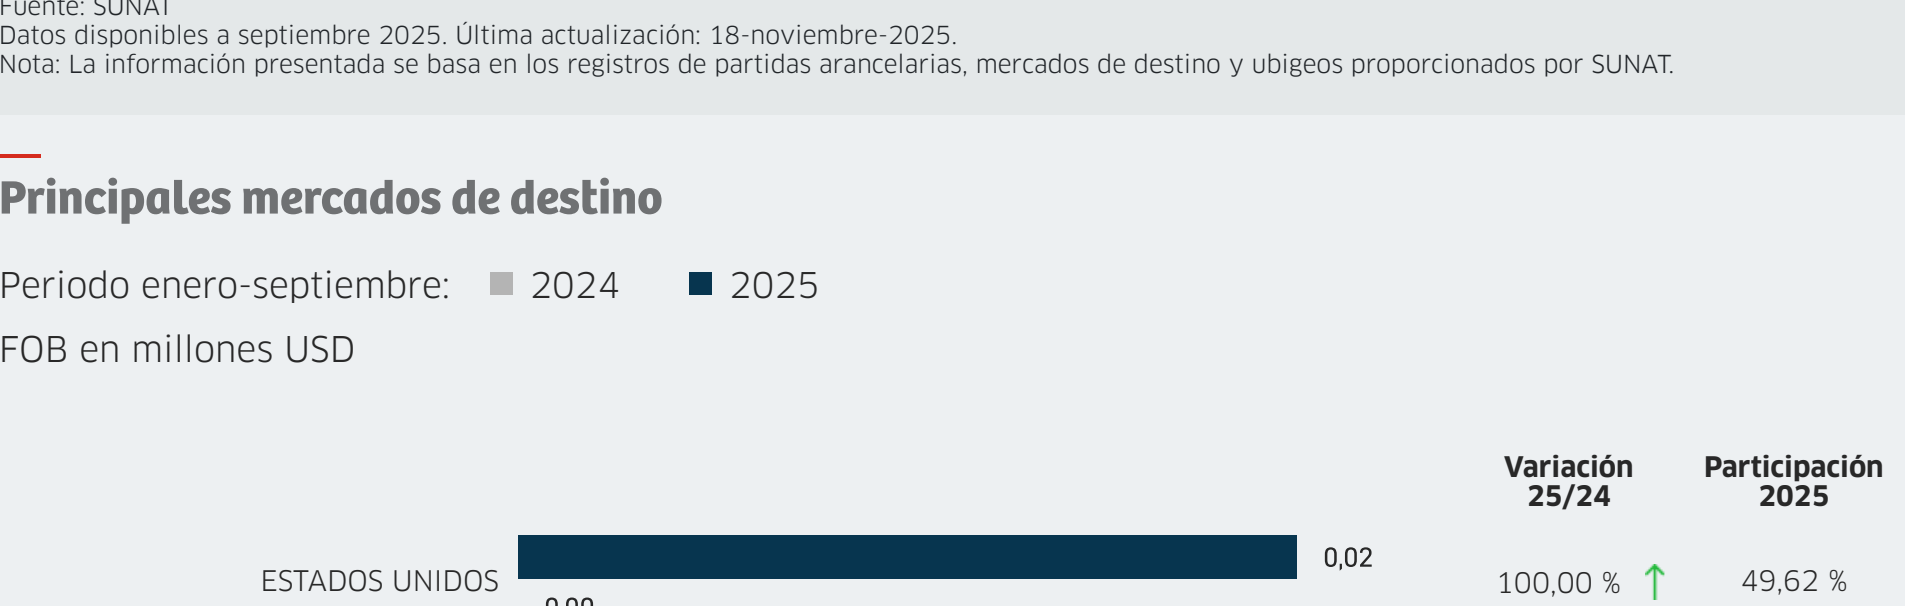 Fuente: SUNAT
Datos disponibles a septiembre 2025. Última actualización: 18-noviembre-2025.
Nota: La información presentada se basa en los registros de partidas arancelarias, mercados de destino y ubigeos proporcionados por SUNAT.
Principales mercados de destino
Periodo enero-septiembre: 2024 2025
FOB en millones USD
Variación Participación
25/24 2025
0,02
ESTADOS UNIDOS 100,00 % 49,62 %
0,00